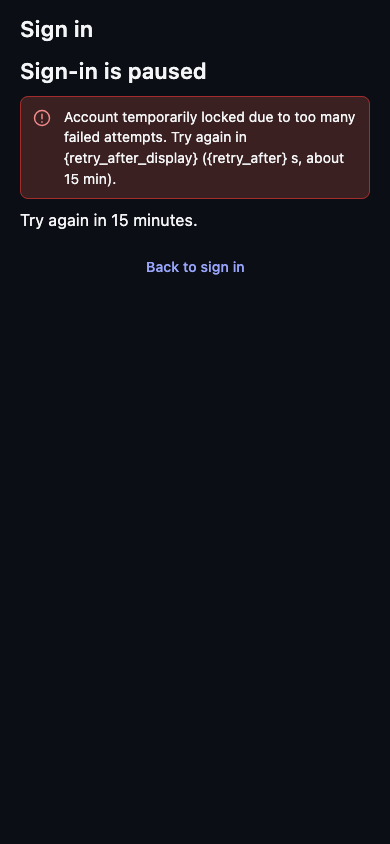 Sign in
Sign-in is paused
Account temporarily locked due to too many
failed attempts. Try again in
{retry_after_display} ({retry_after} s, about
15 min).
Try again in 15 minutes.
Back to sign in